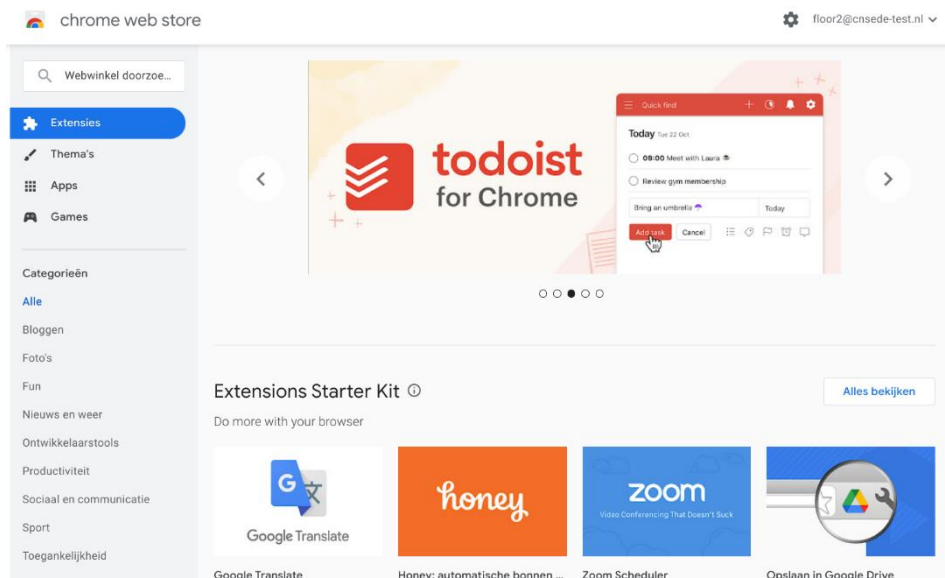 chrome web store
floor2@cnsede-test.nl
Webwinkel doorzoe...
Extensies
Thema's
Apps
Games
Categorieën
Alle
Bloggen
Foto's
Fun
Nieuws en weer
Ontwikkelaarstools
Productiviteit
Sociaal en communicatie
Sport
Toegankelijkheid
todoist
for Chrome
Quick find
Today Tue 22 Oct
08:00 Meet with Laura
Review gym membership
Bring an umbrella
Today
Add task
Cancel
Extensions Starter Kit
Alles bekijken
Do more with your browser
G
Google Translate
honey
zoom
Video Conferencing That Doesn't Suck
Google Translate
Honey: automatische bonnen ...
Zoom Scheduler
Opslaan in Google Drive